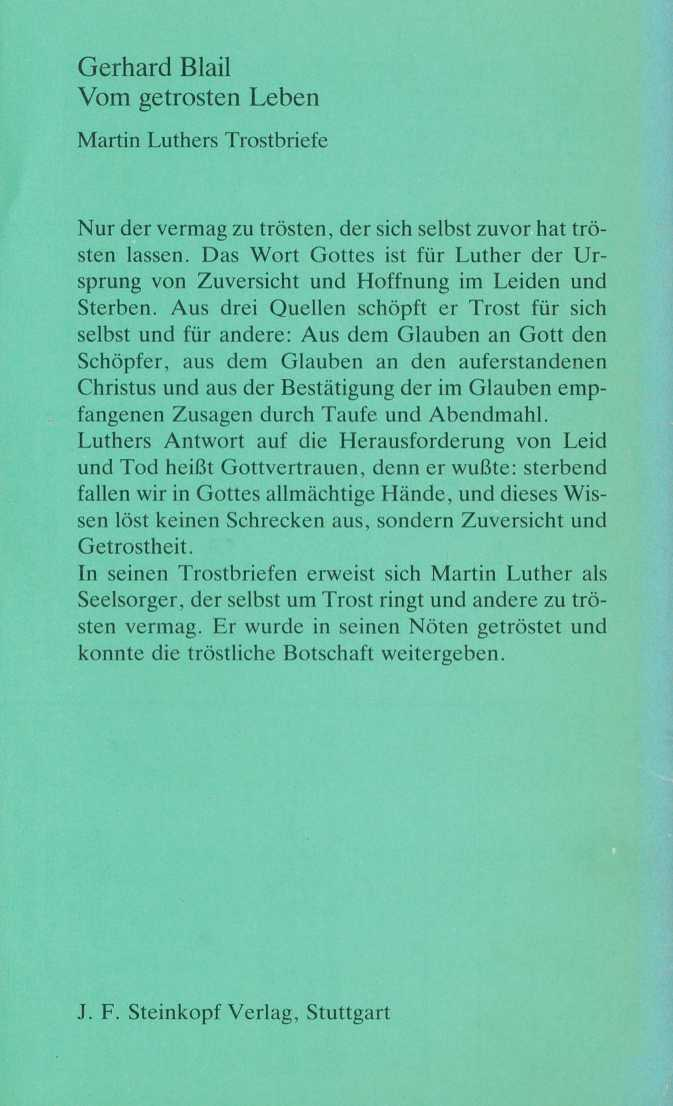 Gerhard Blail
Vom getrosten Leben
Martin Luthers Trostbriefe
Nur der vermag zu trösten, der sich selbst zuvor hat trö-
sten lassen. Das Wort Gottes ist für Luther der Ur-
sprung von Zuversicht und Hoffnung im Leiden und
Sterben. Aus drei Quellen schöpft er Trost für sich
selbst und für andere: Aus dem Glauben an Gott den
Schöpfer, aus dem Glauben an den auferstandenen
Christus und aus der Bestätigung der im Glauben emp-
fangenen Zusagen durch Taufe und Abendmahl.
Luthers Antwort auf die Herausforderung von Leid
und Tod heißt Gottvertrauen, denn er wußte: sterbend
fallen wir in Gottes allmächtige Hände, und dieses Wis-
sen löst keinen Schrecken aus, sondern Zuversicht und
Getrostheit.
In seinen Trostbriefen erweist sich Martin Luther als
Seelsorger, der selbst um Trost ringt und andere zu trö-
sten vermag. Er wurde in seinen Nöten getröstet und
konnte die tröstliche Botschaft weitergeben.
J. F. Steinkopf Verlag, Stuttgart